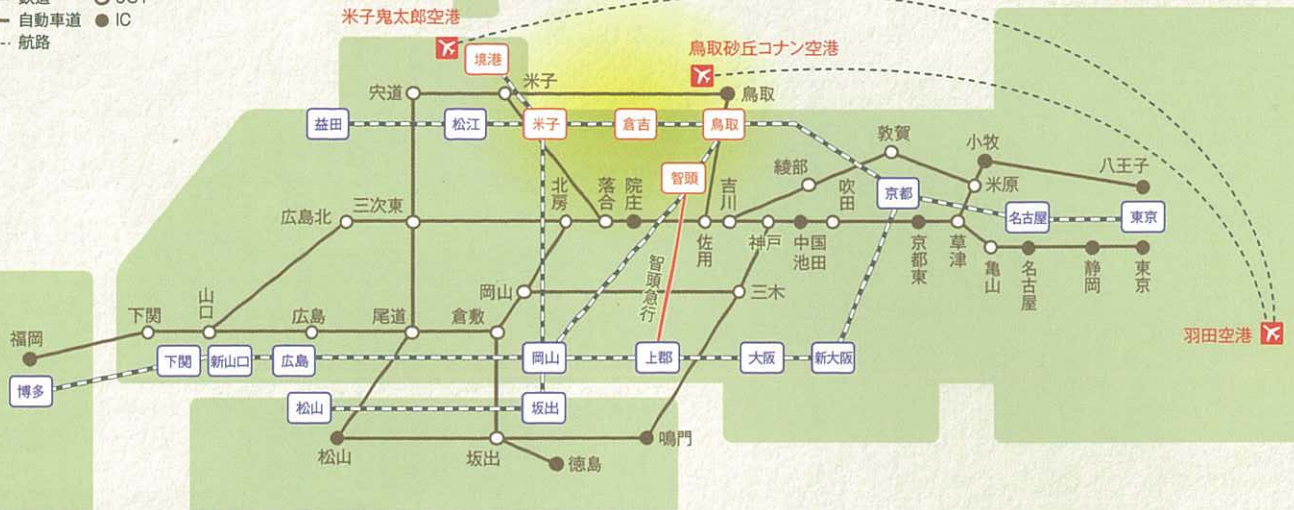 自動車道 IC
航路
米子鬼太郎空港
境港
鳥取砂丘コナン空港
宍道
米子
鳥取
益田
松江
米子
倉吉
鳥取
智頭
敦賀
小牧
八王子
綾部
米原
吹田
京都
名古屋
東京
北房
落合
院庄
吉川
広島北
三次東
佐用
神戸
中国池田
京都東
草津
亀山
名古屋
静岡
東京
智頭急行
岡山
三木
山口
下関
広島
尾道
倉敷
福岡
羽田空港
博多
下関
新山口
広島
岡山
上郡
大阪
新大阪
松山
坂出
松山
坂出
鳴門
徳島